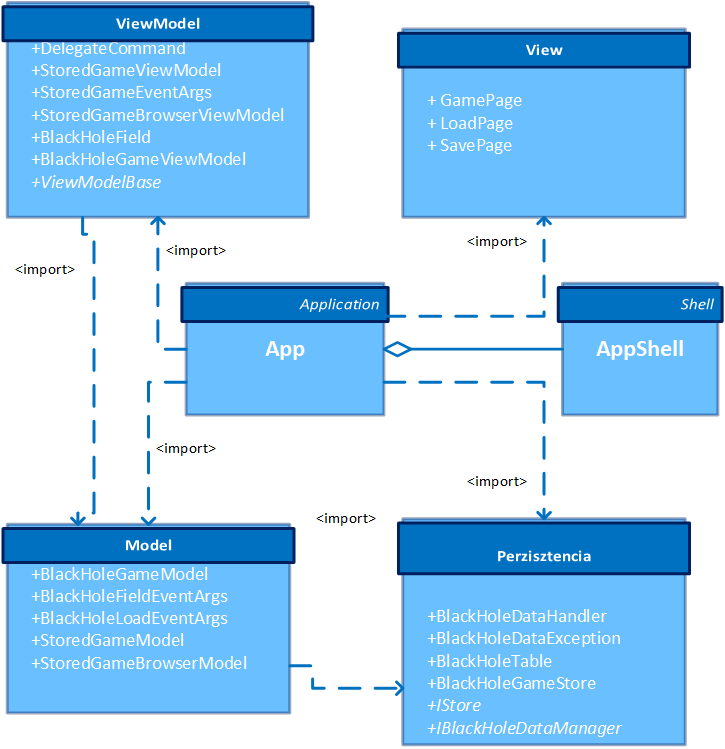 ViewModel
+DelegateCommand
+StoredGameViewModel
+StoredGameEventArgs
+StoredGameBrowserViewModel
+BlackHoleField
+BlackHoleGameViewModel
+ViewModelBase
View
+ GamePage
+ LoadPage
+ SavePage
<import>
<import>
<import>
Application
App
Shell
AppShell
<import>
<import>
<import>
Model
+BlackHoleGameModel
+BlackHoleFieldEventArgs
+BlackHoleLoadEventArgs
+StoredGameModel
+StoredGameBrowserModel
Perzisztencia
+BlackHoleDataHandler
+BlackHoleDataException
+BlackHoleTable
+BlackHoleGameStore
+IStore
+IBlackHoleDataManager